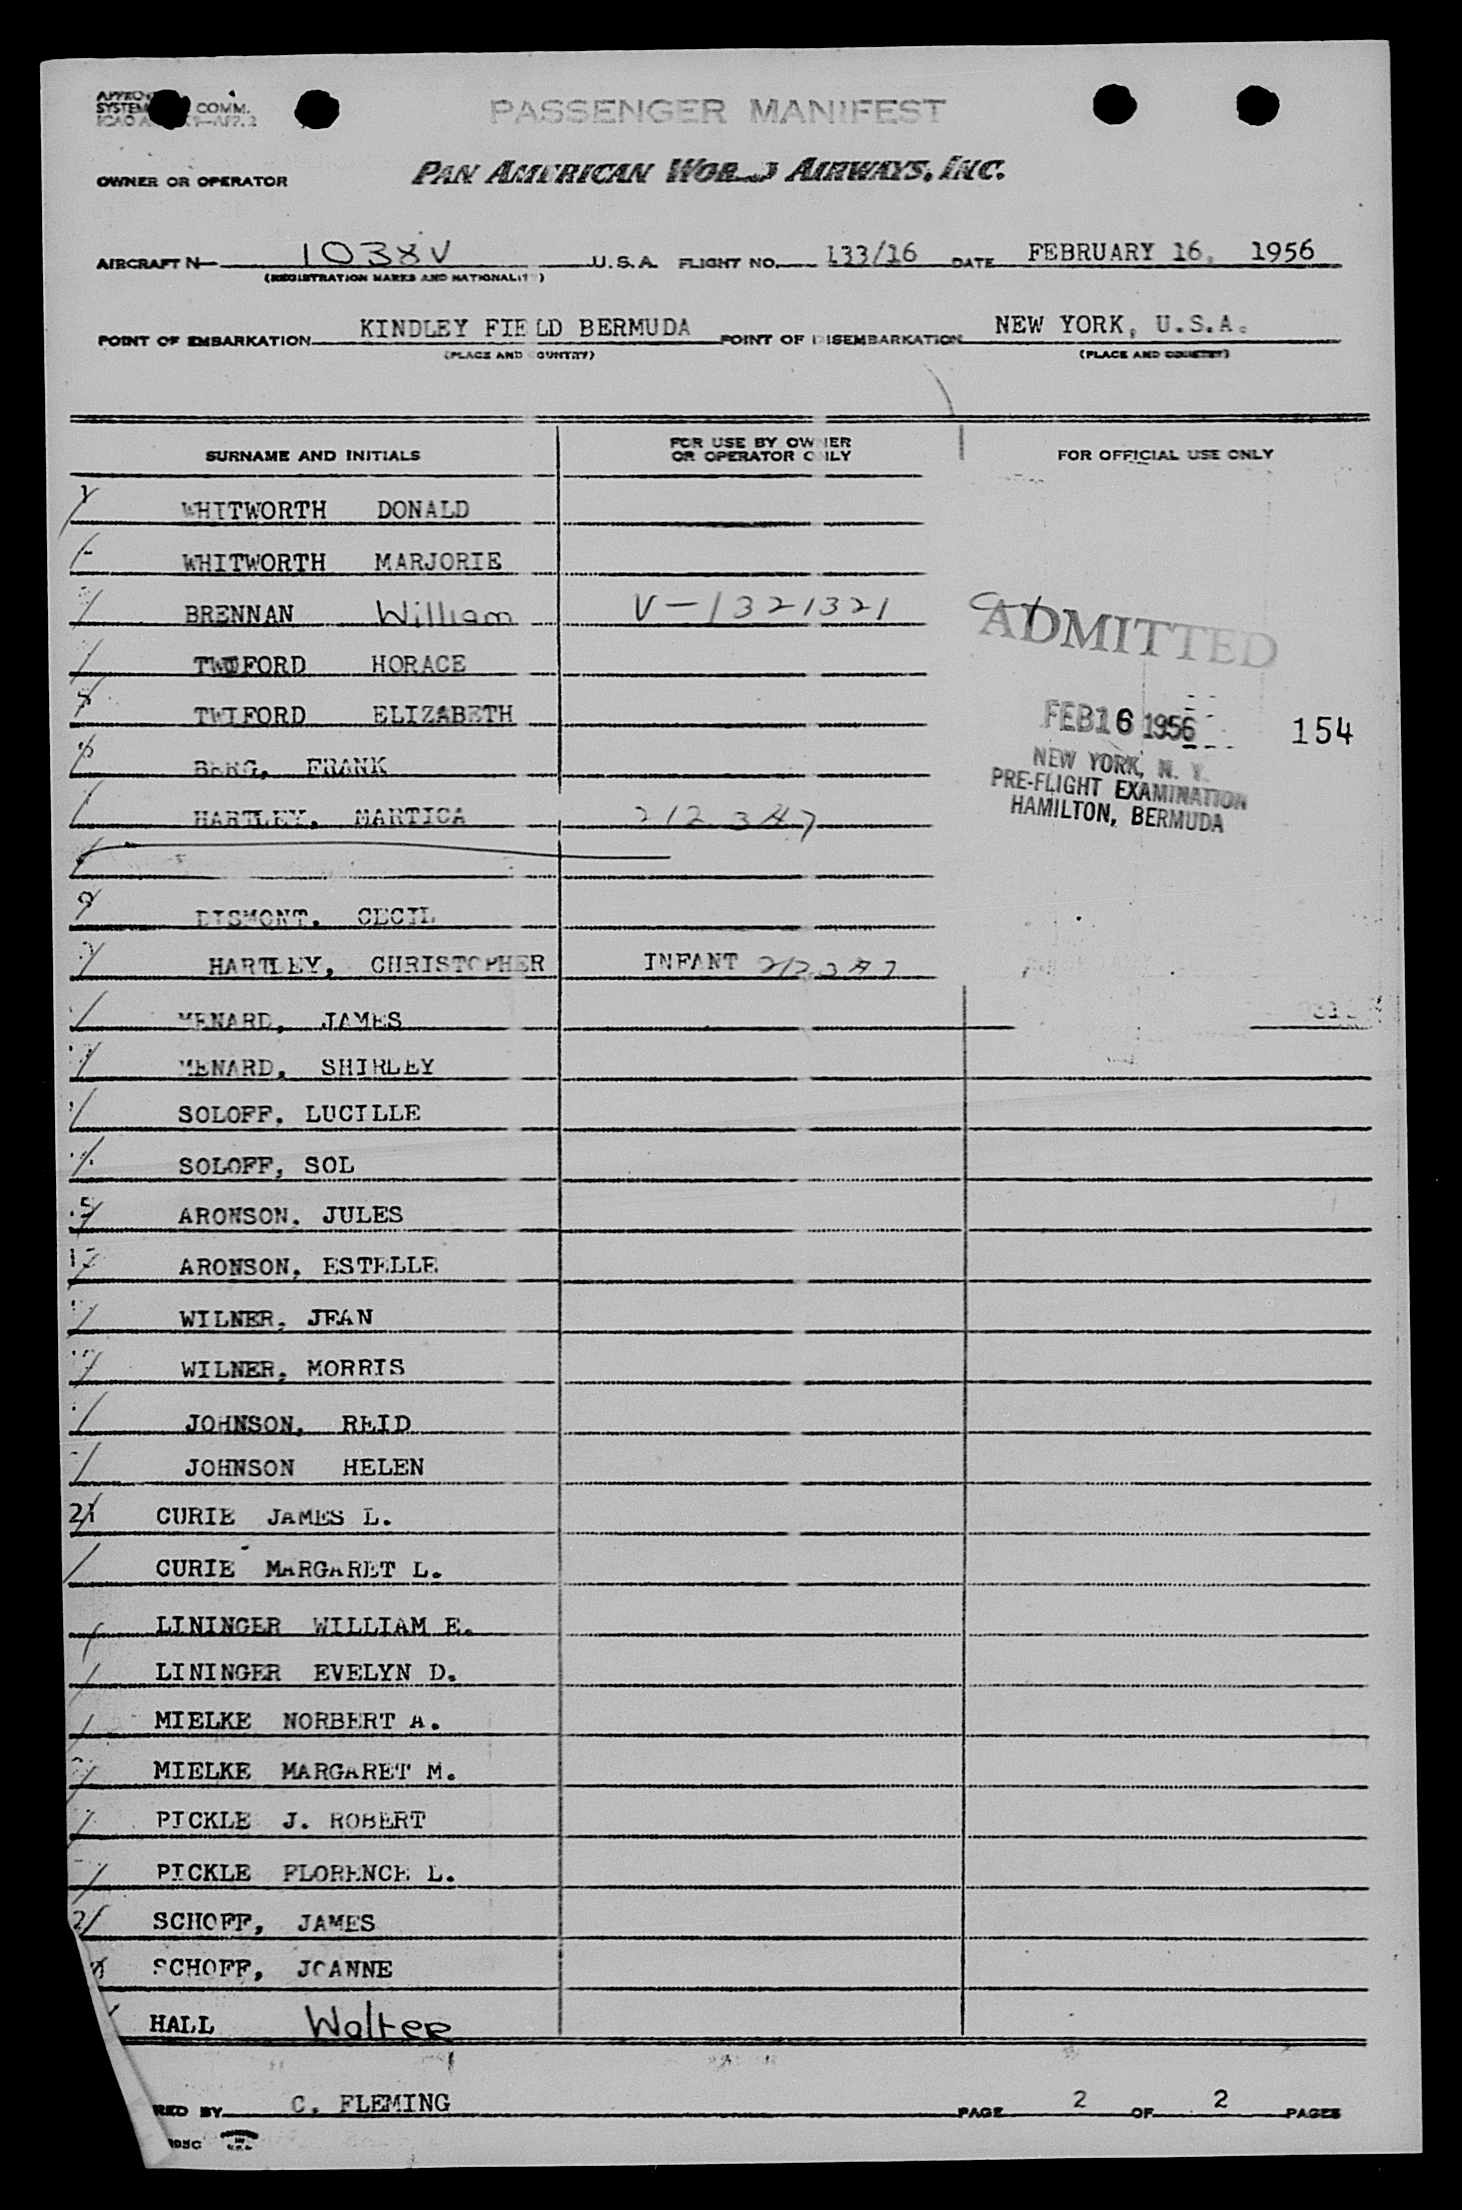 PASSENGER MANIFEST
COMM.
OWNER OR OPERATOR PAN AMERICAN WORLD AIRWAYS, INC.
AIRCRAFT N 1038V U.S.A. FLIGHT NO. 133/16 DATE FEBRUARY 16, 1956
(REGISTRATION MARKS AND NATIONALITY)
POINT OF EMBARKATION KINDLEY FIELD BERMUDA POINT OF DISEMBARKATION NEW YORK, U.S.A.
(PLACE AND COUNTRY) (PLACE AND COUNTRY)
SURNAME AND INITIALS FOR USE BY OWNER OR OPERATOR ONLY FOR OFFICIAL USE ONLY
WHITWORTH DONALD
WHITWORTH MARJORIE
BRENNAN William V-1321321
ADMITTED
TWIFORD HORACE
TWIFORD ELIZABETH
FEB 16 1956 154
BERG, FRANK
NEW YORK, N. Y.
PRE-FLIGHT EXAMINATION
HAMILTON, BERMUDA
HARTLEY, MARTICA 212387
9 DISMONT, CECIL
HARTLEY, CHRISTOPHER INFANT
MENARD, JAMES
MENARD, SHIRLEY
SOLOFF, LUCILLE
SOLOFF, SOL
ARONSON, JULES
ARONSON, ESTELLE
WILNER, JEAN
WILNER, MORRIS
JOHNSON, REID
JOHNSON HELEN
21 CURIE JAMES L.
CURIE MARGARET L.
LININGER WILLIAM E.
LININGER EVELYN D.
MIELKE NORBERT A.
MIELKE MARGARET M.
PICKLE J. ROBERT
PICKLE FLORENCE L.
SCHOFF, JAMES
SCHOFF, JOANNE
HALL Walter
RED BY C. FLEMING PAGE 2 OF 2 PAGES